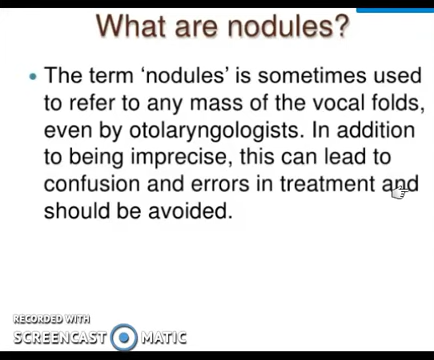 What are nodules?
• The term ‘nodules’ is sometimes used
to refer to any mass of the vocal folds,
even by otolaryngologists. In addition
to being imprecise, this can lead to
confusion and errors in treatment and
should be avoided.
RECORDED WITH
SCREENCAST MATIC